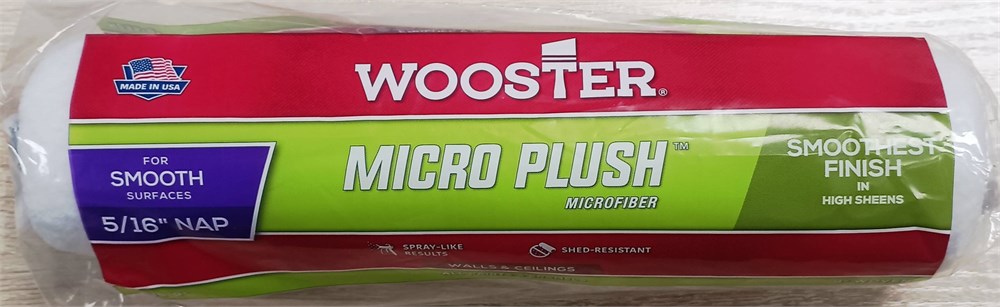 WOOSTER®
MADE IN USA
FOR
SMOOTH
SURFACES
5/16" NAP
MICRO PLUSH™
MICROFIBER
SMOOTHEST
FINISH
IN
HIGH SHEENS
SPRAY-LIKE
RESULTS
SHED-RESISTANT
WALLS & CEILINGS